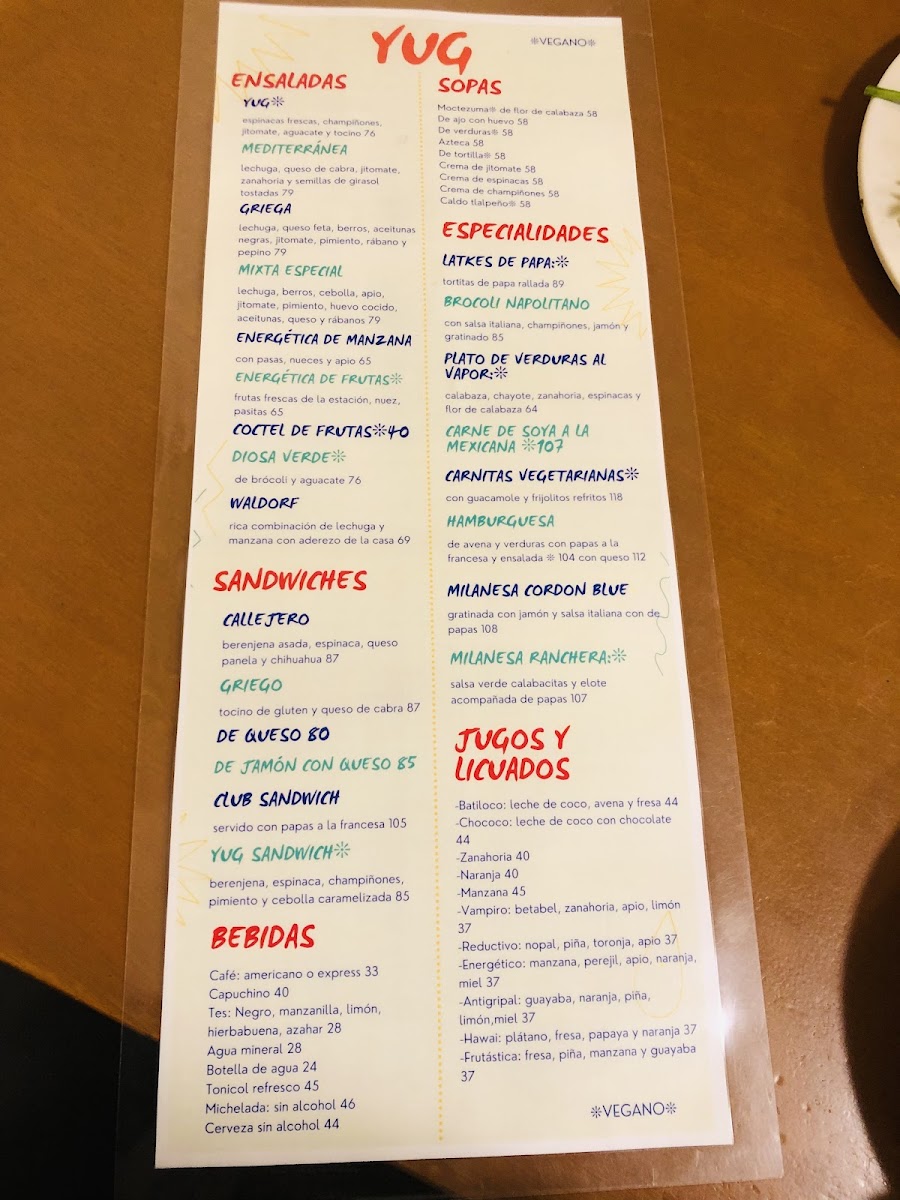 YUG
❊VEGANO❊
ENSALADAS
YUG❊
espinacas frescas, champiñones,
jitomate, aguacate y tocino 76
MEDITERRÁNEA
lechuga, queso de cabra, jitomate,
zanahoria y semillas de girasol
tostadas 79
GRIEGA
lechuga, queso feta, berros, aceitunas
negras, jitomate, pimiento, rábano y
pepino 79
MIXTA ESPECIAL
lechuga, berros, cebolla, apio,
jitomate, pimiento, huevo cocido,
aceitunas, queso y rábanos 79
ENERGÉTICA DE MANZANA
con pasas, nueces y apio 65
ENERGÉTICA DE FRUTAS❊
frutas frescas de la estación, nuez,
pasitas 65
COCTEL DE FRUTAS❊40
DIOSA VERDE❊
de brócoli y aguacate 76
WALDORF
rica combinación de lechuga y
manzana con aderezo de la casa 69
SANDWICHES
CALLEJERO
berenjena asada, espinaca, queso
panela y chihuahua 87
GRIEGO
tocino de gluten y queso de cabra 87
DE QUESO 80
DE JAMÓN CON QUESO 85
CLUB SANDWICH
servido con papas a la francesa 105
YUG SANDWICH❊
berenjena, espinaca, champiñones,
pimiento y cebolla caramelizada 85
BEBIDAS
Café: americano o express 33
Capuchino 40
Tes: Negro, manzanilla, limón,
hierbabuena, azahar 28
Agua mineral 28
Botella de agua 24
Tonicol refresco 45
Michelada: sin alcohol 46
Cerveza sin alcohol 44
SOPAS
Moctezuma❊ de flor de calabaza 58
De ajo con huevo 58
De verduras❊ 58
Azteca 58
De tortilla❊ 58
Crema de jitomate 58
Crema de espinacas 58
Crema de champiñones 58
Caldo tlalpeño❊ 58
ESPECIALIDADES
LATKES DE PAPA:❊
tortitas de papa rallada 89
BROCOLI NAPOLITANO
con salsa italiana, champiñones, jamón y
gratinado 85
PLATO DE VERDURAS AL
VAPOR:❊
calabaza, chayote, zanahoria, espinacas y
flor de calabaza 64
CARNE DE SOYA A LA
MEXICANA ❊107
CARNITAS VEGETARIANAS❊
con guacamole y frijolitos refritos 118
HAMBURGUESA
de avena y verduras con papas a la
francesa y ensalada ❊ 104 con queso 112
MILANESA CORDON BLUE
gratinada con jamón y salsa italiana con de
papas 108
MILANESA RANCHERA:❊
salsa verde calabacitas y elote
acompañada de papas 107
JUGOS Y
LICUADOS
-Batiloco: leche de coco, avena y fresa 44
-Chococo: leche de coco con chocolate
44
-Zanahoria 40
-Naranja 40
-Manzana 45
-Vampiro: betabel, zanahoria, apio, limón
37
-Reductivo: nopal, piña, toronja, apio 37
-Energético: manzana, perejil, apio, naranja,
miel 37
-Antigripal: guayaba, naranja, piña,
limón,miel 37
-Hawai: plátano, fresa, papaya y naranja 37
-Frutástica: fresa, piña, manzana y guayaba
37
❊VEGANO❊